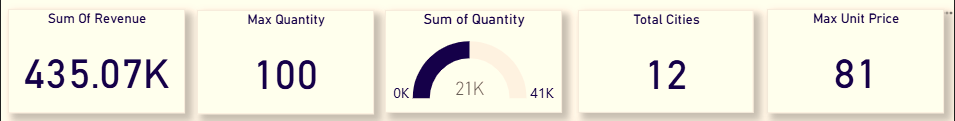 Sum Of Revenue
435.07K
Max Quantity
100
Sum of Quantity
0K
21K
41K
Total Cities
12
Max Unit Price
81